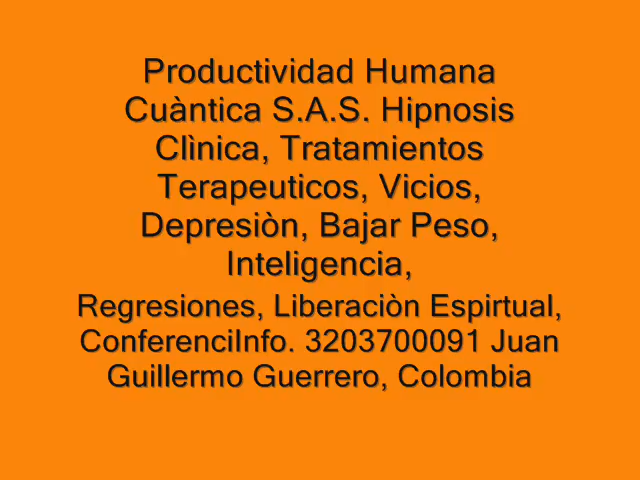 Productividad Humana
Cuàntica S.A.S. Hipnosis
Clìnica, Tratamientos
Terapeuticos, Vicios,
Depresiòn, Bajar Peso,
Inteligencia,
Regresiones, Liberaciòn Espirtual,
ConferenciInfo. 3203700091 Juan
Guillermo Guerrero, Colombia